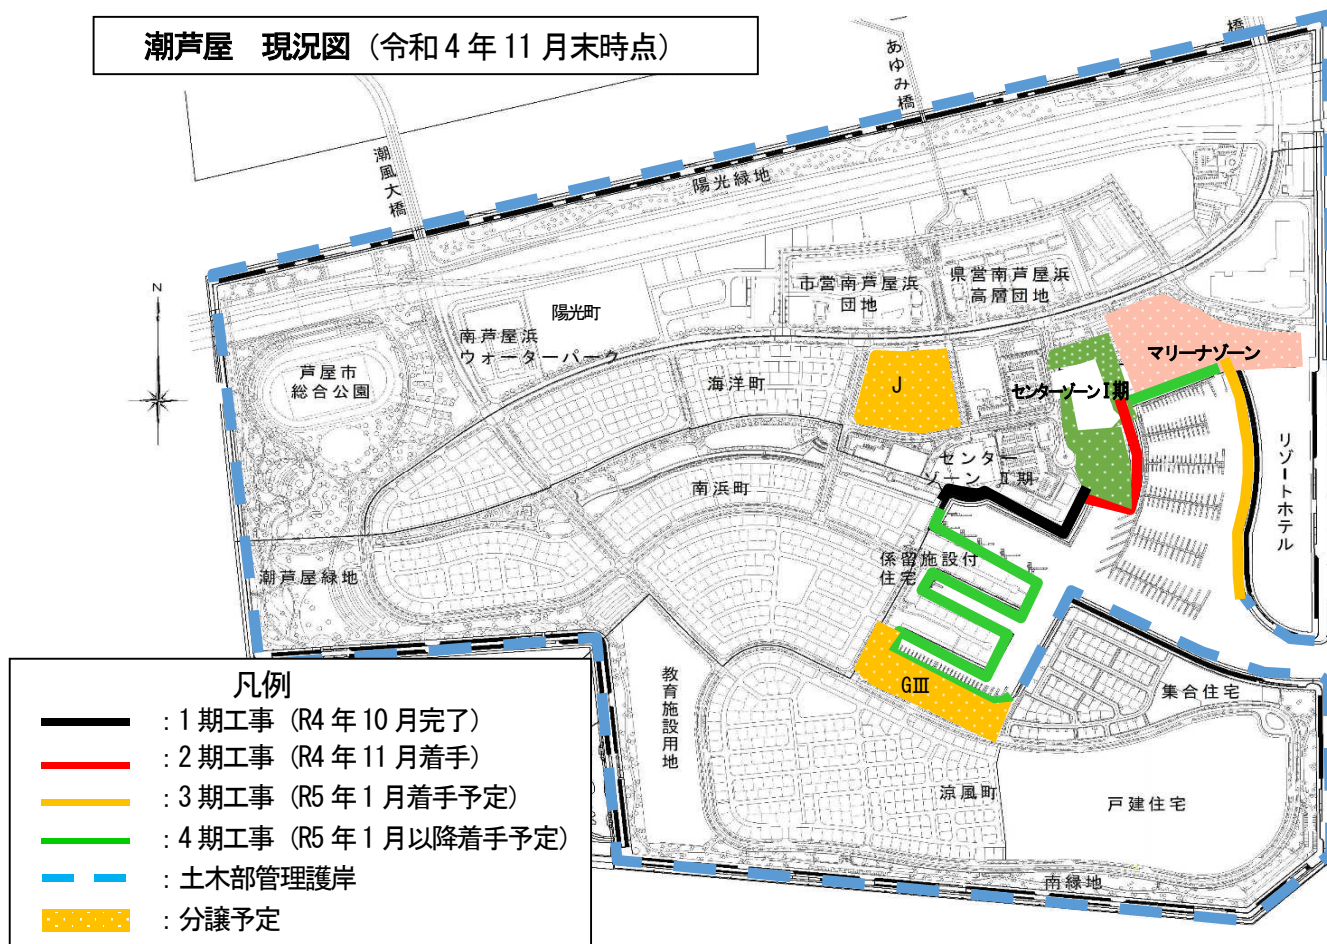 潮芦屋　現況図（令和４年11月末時点）
あゆみ橋
橋
潮風大橋
陽光緑地
N
市営南芦屋浜
団地
県営南芦屋浜
高層団地
陽光町
南芦屋浜
ウォーターパーク
芦屋市
総合公園
海洋町
J
マリーナゾーン
センターゾーンⅠ期
リゾートホテル
センター
ゾーン Ⅱ期
南浜町
係留施設付
住宅
潮芦屋緑地
GⅢ
教育施設用地
集合住宅
涼風町
戸建住宅
南緑地
凡例
：１期工事（R4年10月完了）
：２期工事（R4年11月着手）
：３期工事（R5年１月着手予定）
：４期工事（R5年１月以降着手予定）
：土木部管理護岸
：分譲予定